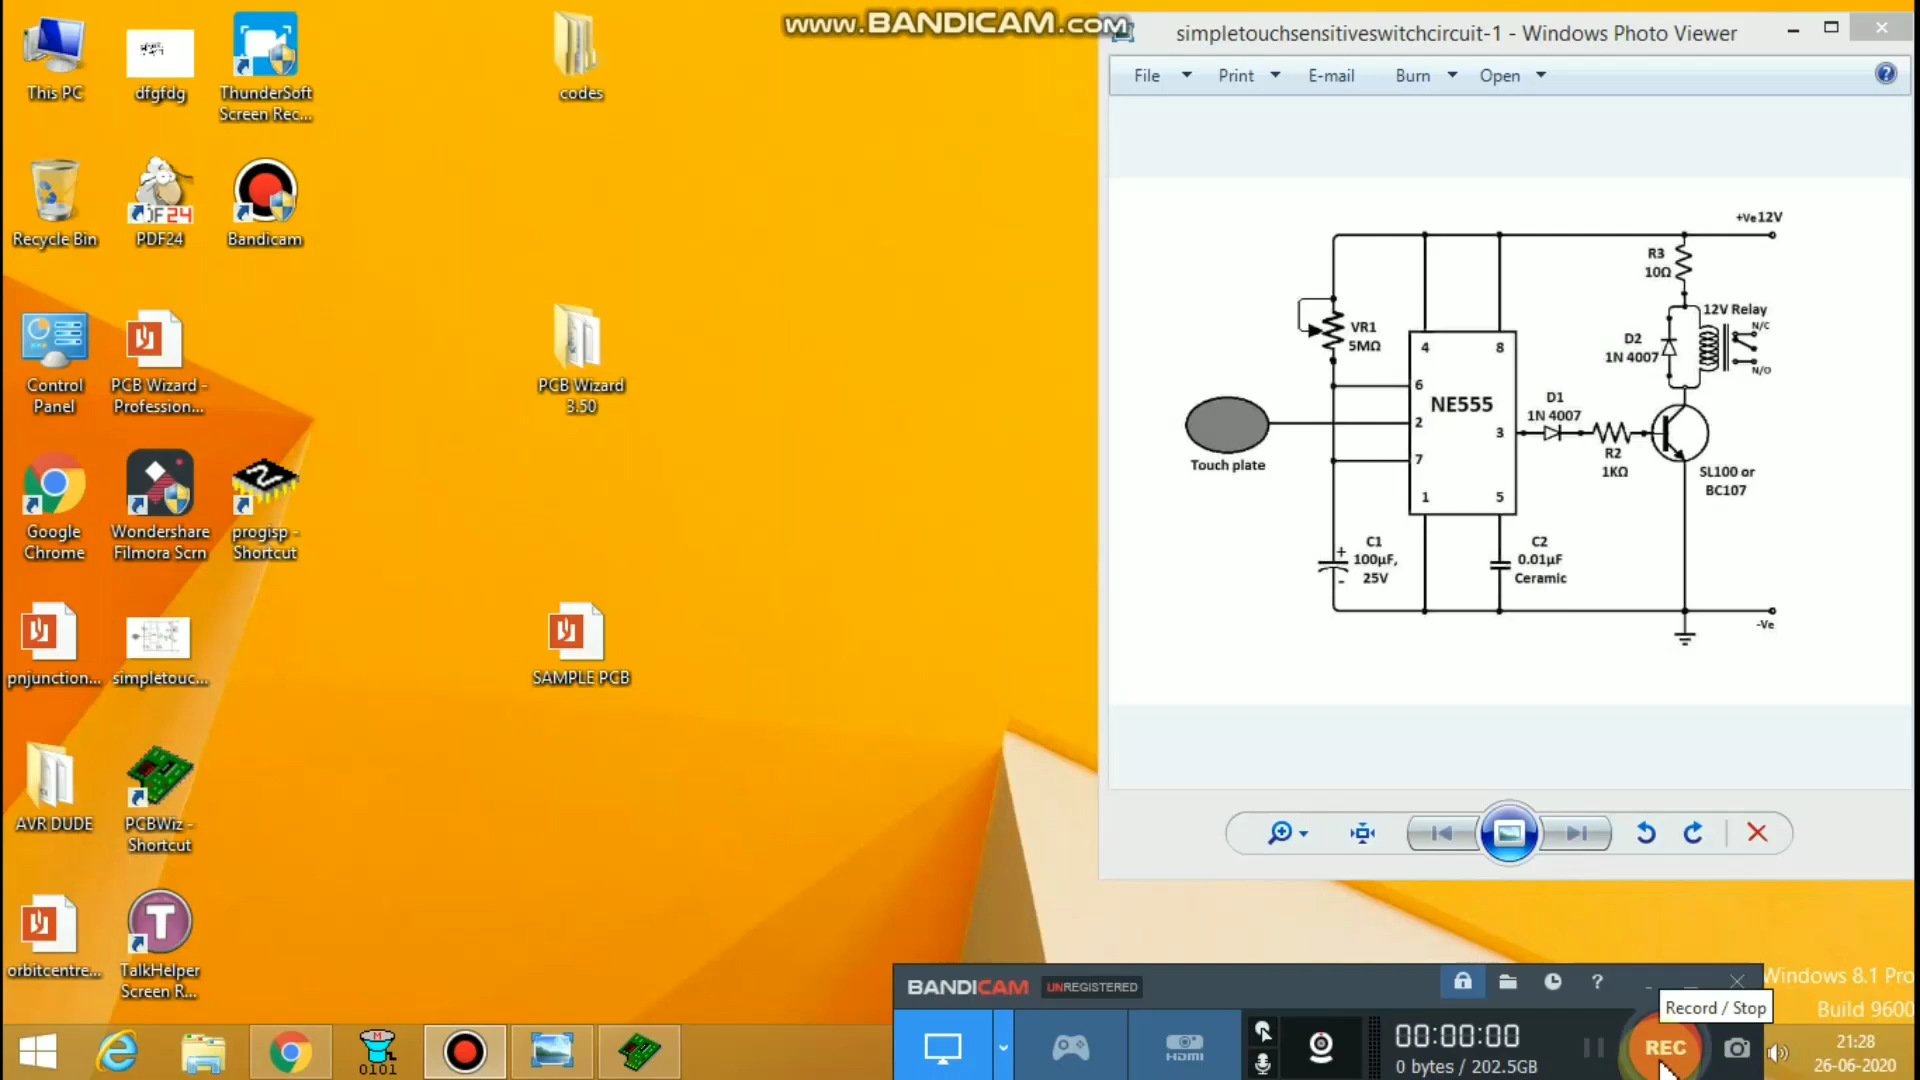 www.BANDICAM.com
This PC
dfgfdg
ThunderSoft
Screen Rec...
codes
Recycle Bin
PDF24
Bandicam
Control
Panel
PCB Wizard -
Profession...
PCB Wizard
3.50
Google
Chrome
Wondershare
Filmora Scrn
progisp -
Shortcut
pnjunction...
simpletouc...
SAMPLE PCB
AVR DUDE
PCBWiz -
Shortcut
orbitcentre...
TalkHelper
Screen R...
simpletouchsensitiveswitchcircuit-1 - Windows Photo Viewer
File Print E-mail Burn Open
+Ve12V
R3
10Ω
12V Relay
N/C
N/O
D2
1N 4007
VR1
5MΩ
4 8
6
NE555
2
3
7
1 5
Touch plate
D1
1N 4007
R2
1KΩ
SL100 or
BC107
C1
100µF,
25V
+
-
C2
0.01µF
Ceramic
-Ve
BANDICAM UNREGISTERED
?
Record / Stop
Windows 8.1 Pro
Build 9600
HDMI
00:00:00
0 bytes / 202.5GB
REC
M
0101
21:28
26-06-2020